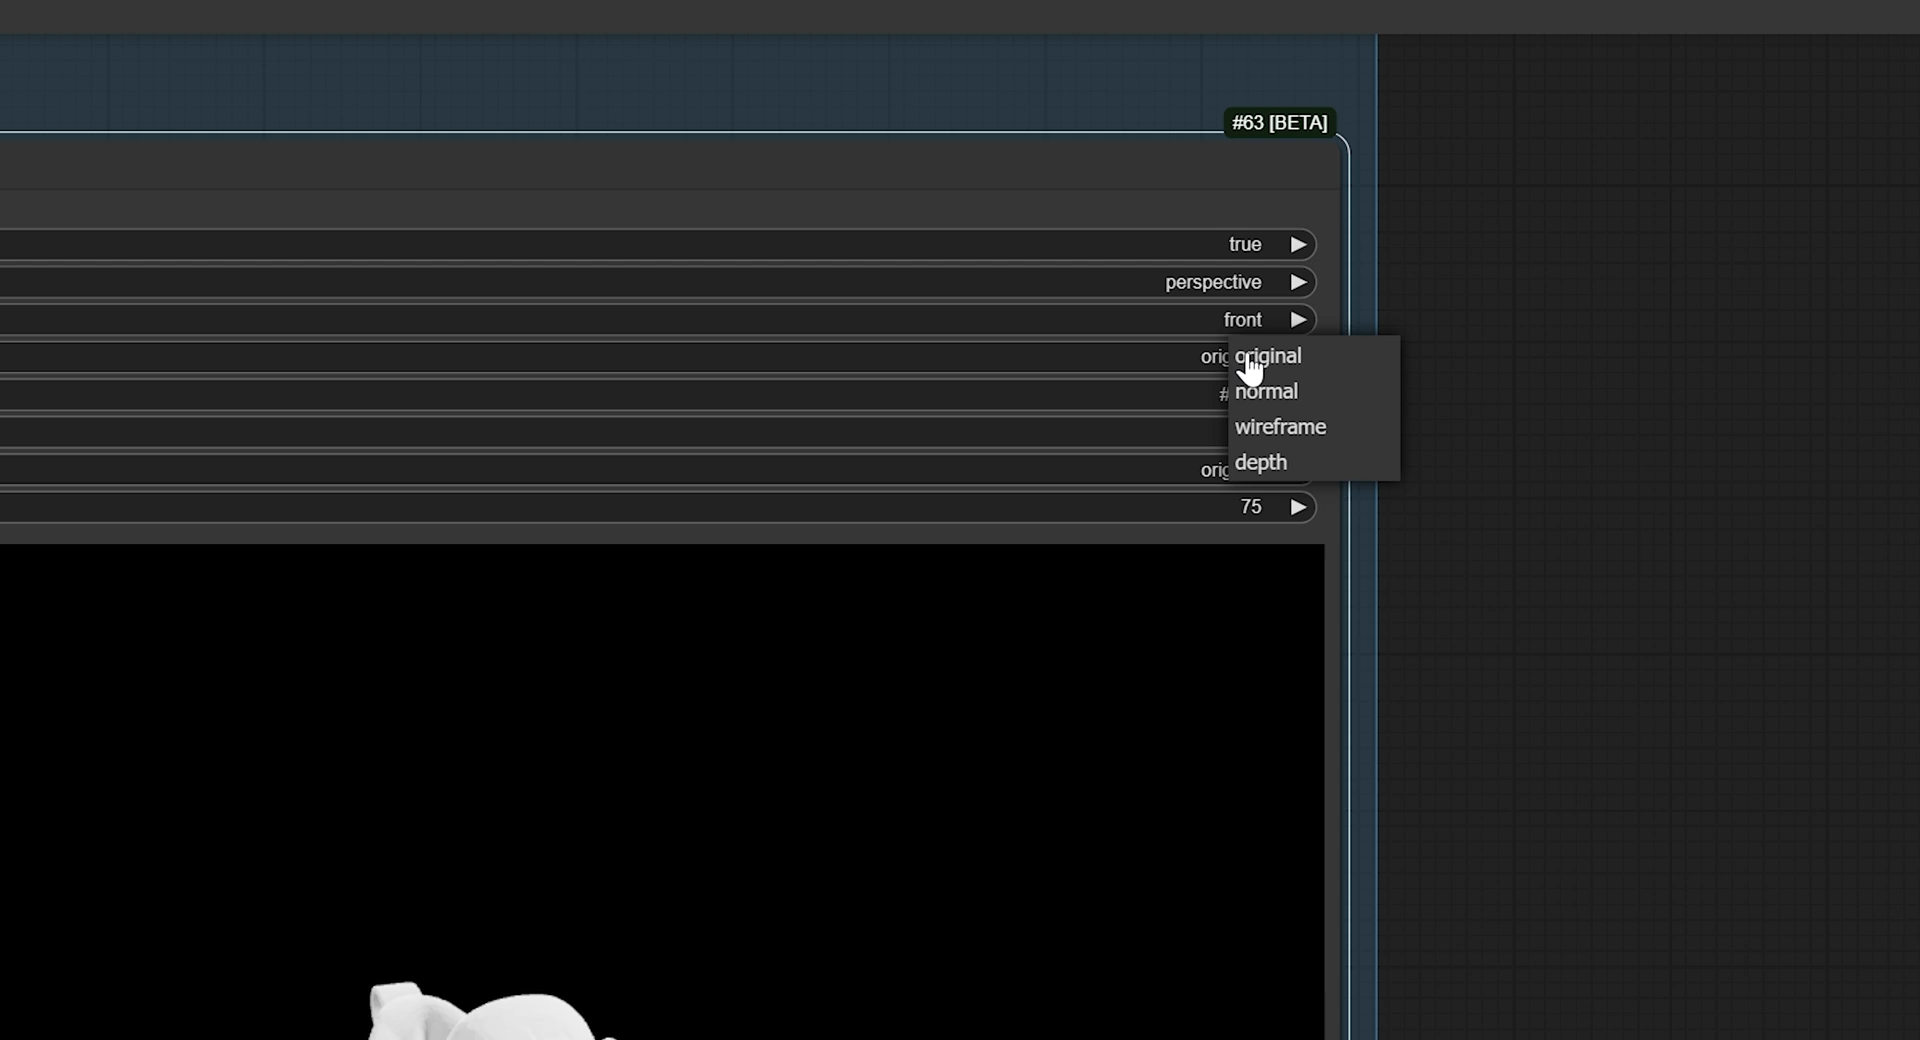 #63 [BETA]
true
perspective
front
orig
original
#
normal
wireframe
orig
depth
75